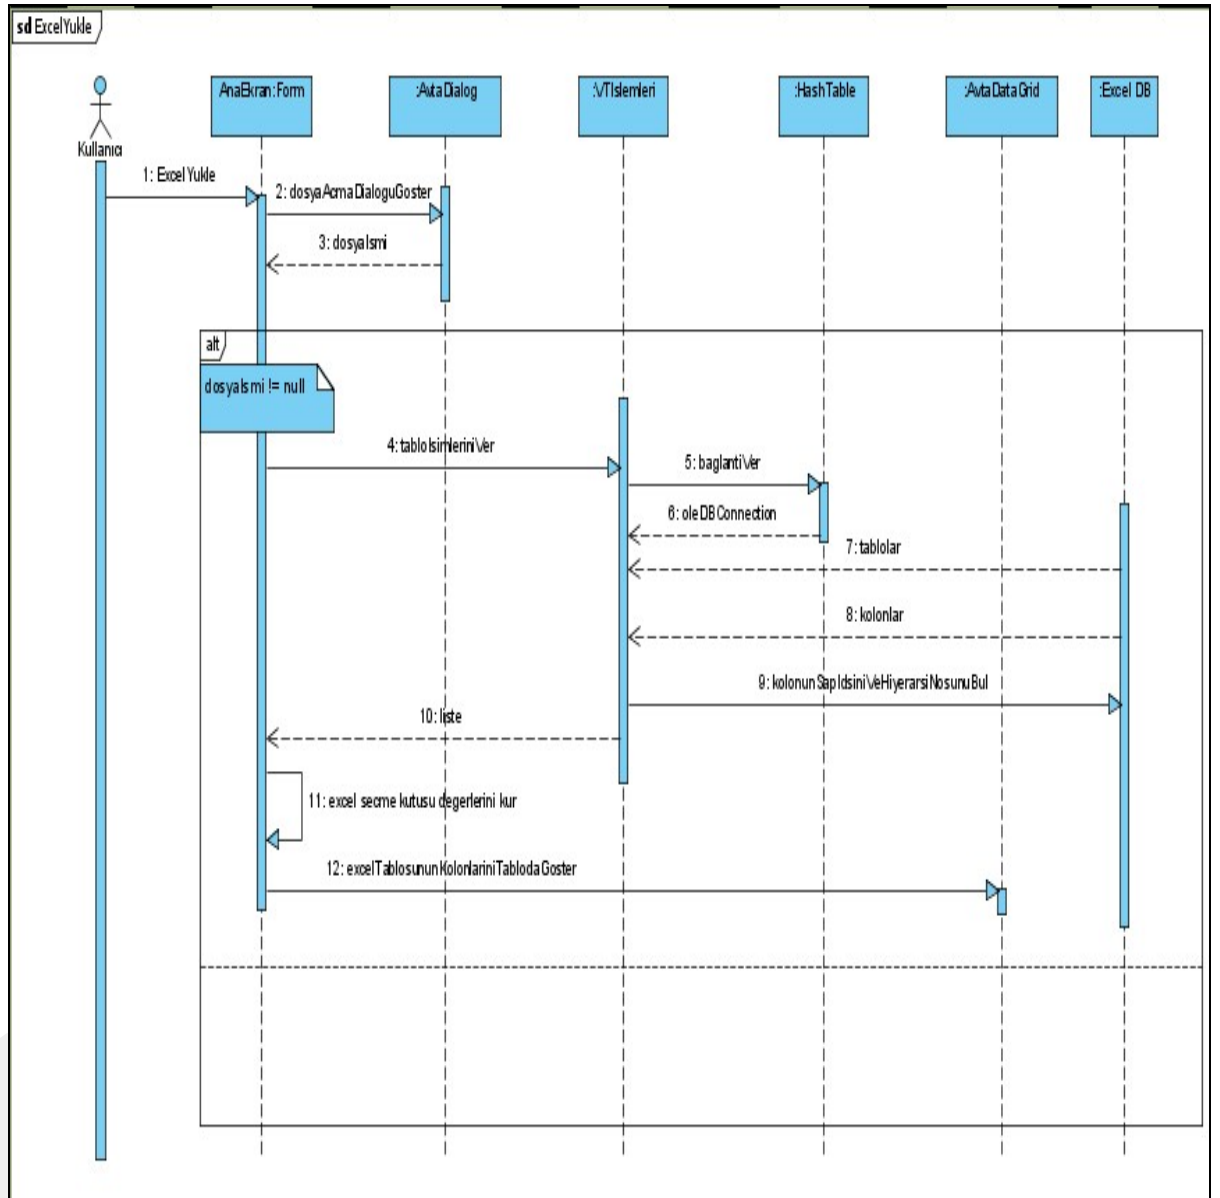 sd ExcelYukle
AnaEkran : Form
:AvtaDialog
:VTIslemleri
:HashTable
:AvtaDataGrid
:Excel DB
Kullanıcı
1: ExcelYukle
2: dosyaAcmaDialoguGoster
3: dosyaIsmi
alt
dosyaIsmi != null
4: tabloIsimleriniVer
5: baglantiVer
6: oleDBConnection
7: tablolar
8: kolonlar
9: kolonunSapIdsiniVeHiyerarsiNosunuBul
10: liste
11: excel secme kutusu degerlerini kur
12: excelTablosununKolonlariniTablodaGoster